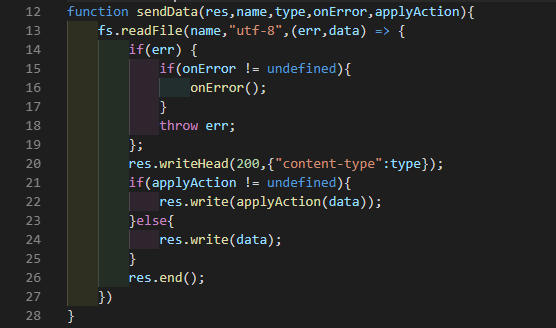 12 function sendData(res,name,type,onError,applyAction){
13     fs.readFile(name,"utf-8",(err,data) => {
14         if(err) {
15             if(onError != undefined){
16                 onError();
17             }
18             throw err;
19         };
20         res.writeHead(200,{"content-type":type});
21         if(applyAction != undefined){
22             res.write(applyAction(data));
23         }else{
24             res.write(data);
25         }
26         res.end();
27     })
28 }